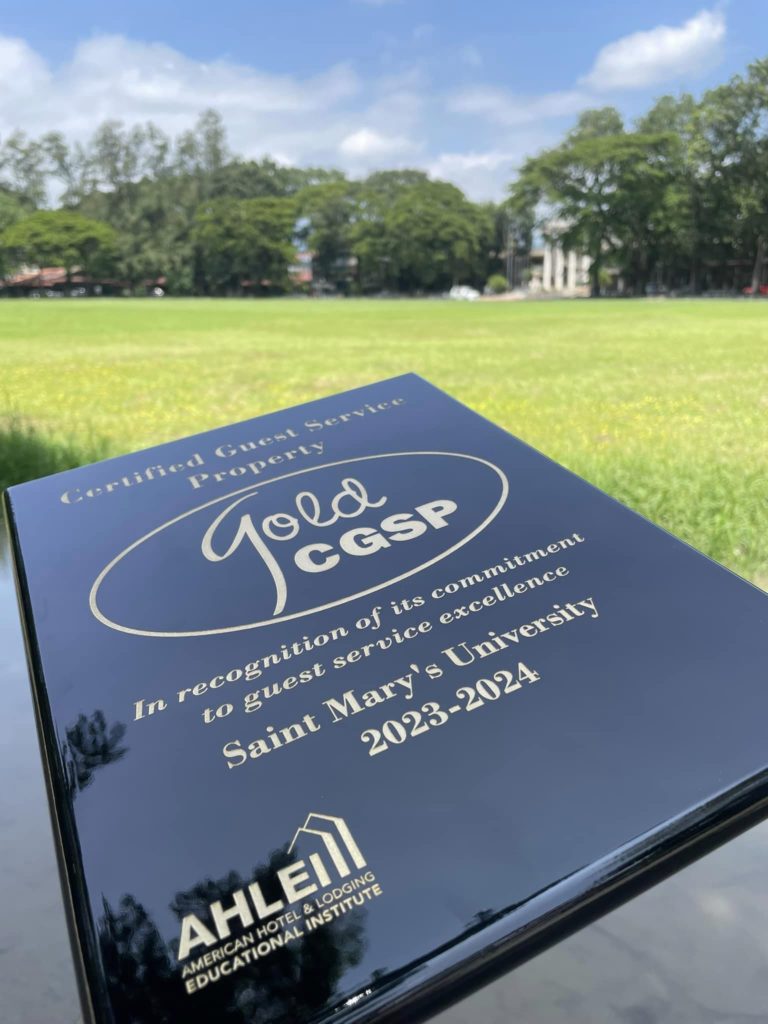 Certified Guest Service
Property
Gold
CGSP
In recognition of its commitment
to guest service excellence
Saint Mary's University
2023-2024
AHLEI
AMERICAN HOTEL & LODGING
EDUCATIONAL INSTITUTE